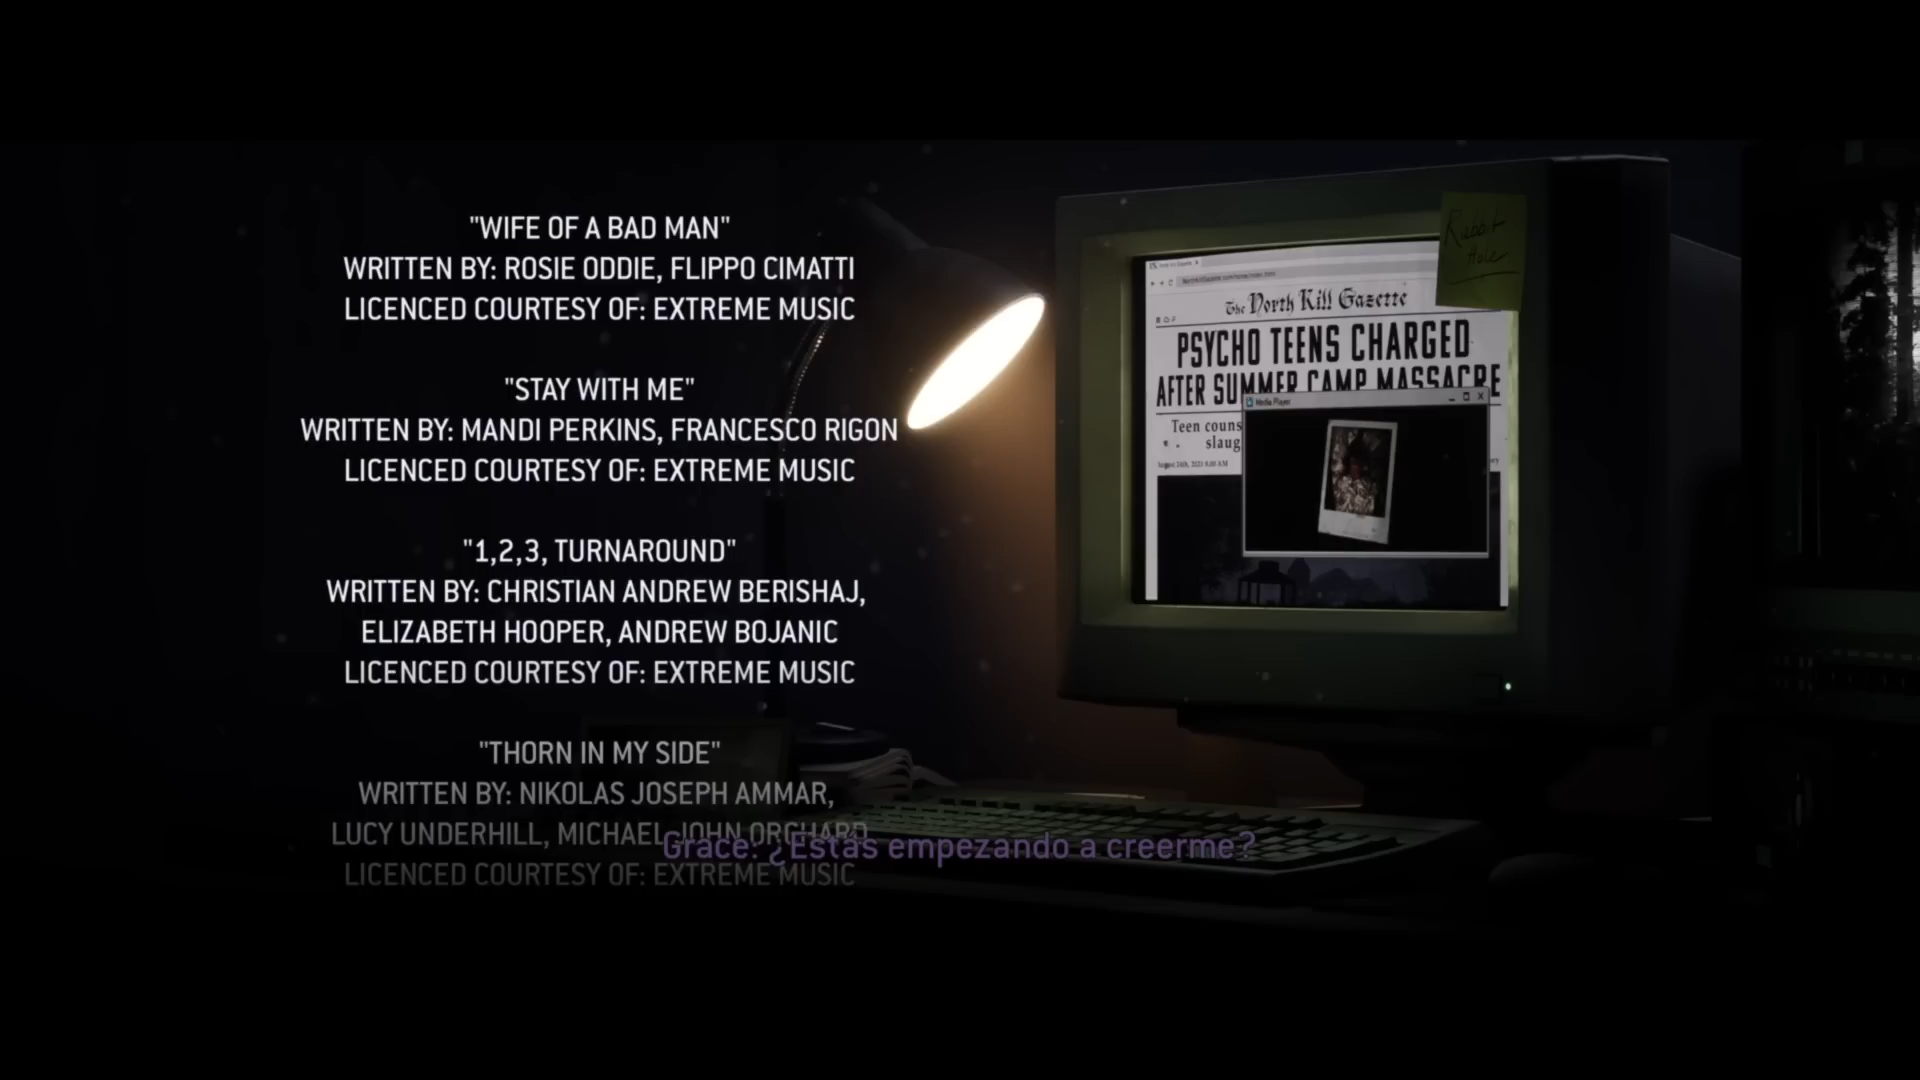 "WIFE OF A BAD MAN"
WRITTEN BY: ROSIE ODDIE, FLIPPO CIMATTI
LICENCED COURTESY OF: EXTREME MUSIC
"STAY WITH ME"
WRITTEN BY: MANDI PERKINS, FRANCESCO RIGON
LICENCED COURTESY OF: EXTREME MUSIC
"1,2,3, TURNAROUND"
WRITTEN BY: CHRISTIAN ANDREW BERISHAJ,
ELIZABETH HOOPER, ANDREW BOJANIC
LICENCED COURTESY OF: EXTREME MUSIC
"THORN IN MY SIDE"
WRITTEN BY: NIKOLAS JOSEPH AMMAR,
LUCY UNDERHILL, MICHAEL JOHN ORCHARD
LICENCED COURTESY OF: EXTREME MUSIC
Grace: ¿Estás empezando a creerme?
Rabbit
Hole
The North Kill Gazette
PSYCHO TEENS CHARGED
AFTER SUMMER CAMP MASSACRE
Media Player
Teen couns
slaug